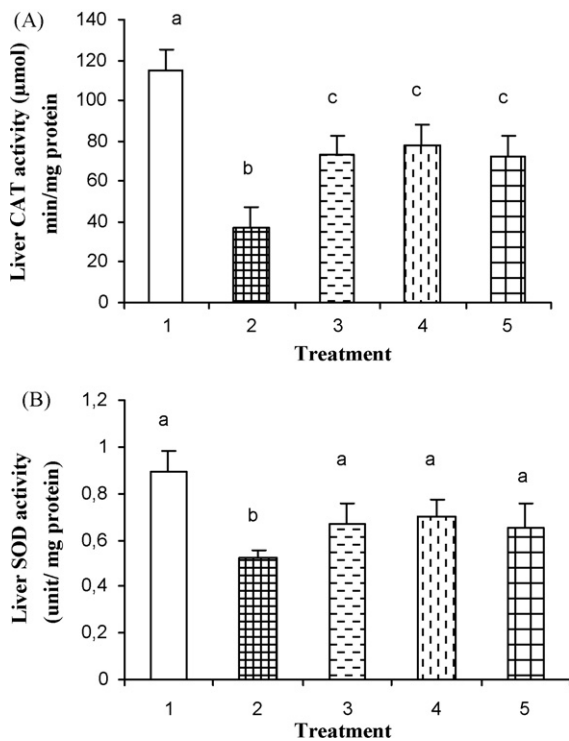 (A)
140
120
100
80
60
40
20
0
Liver CAT activity (µmol)
min/mg protein
a
b
c
c
c
1 2 3 4 5
Treatment
(B)
1,2
1
0,8
0,6
0,4
0,2
0
Liver SOD activity
(unit/ mg protein)
a
b
a
a
a
1 2 3 4 5
Treatment